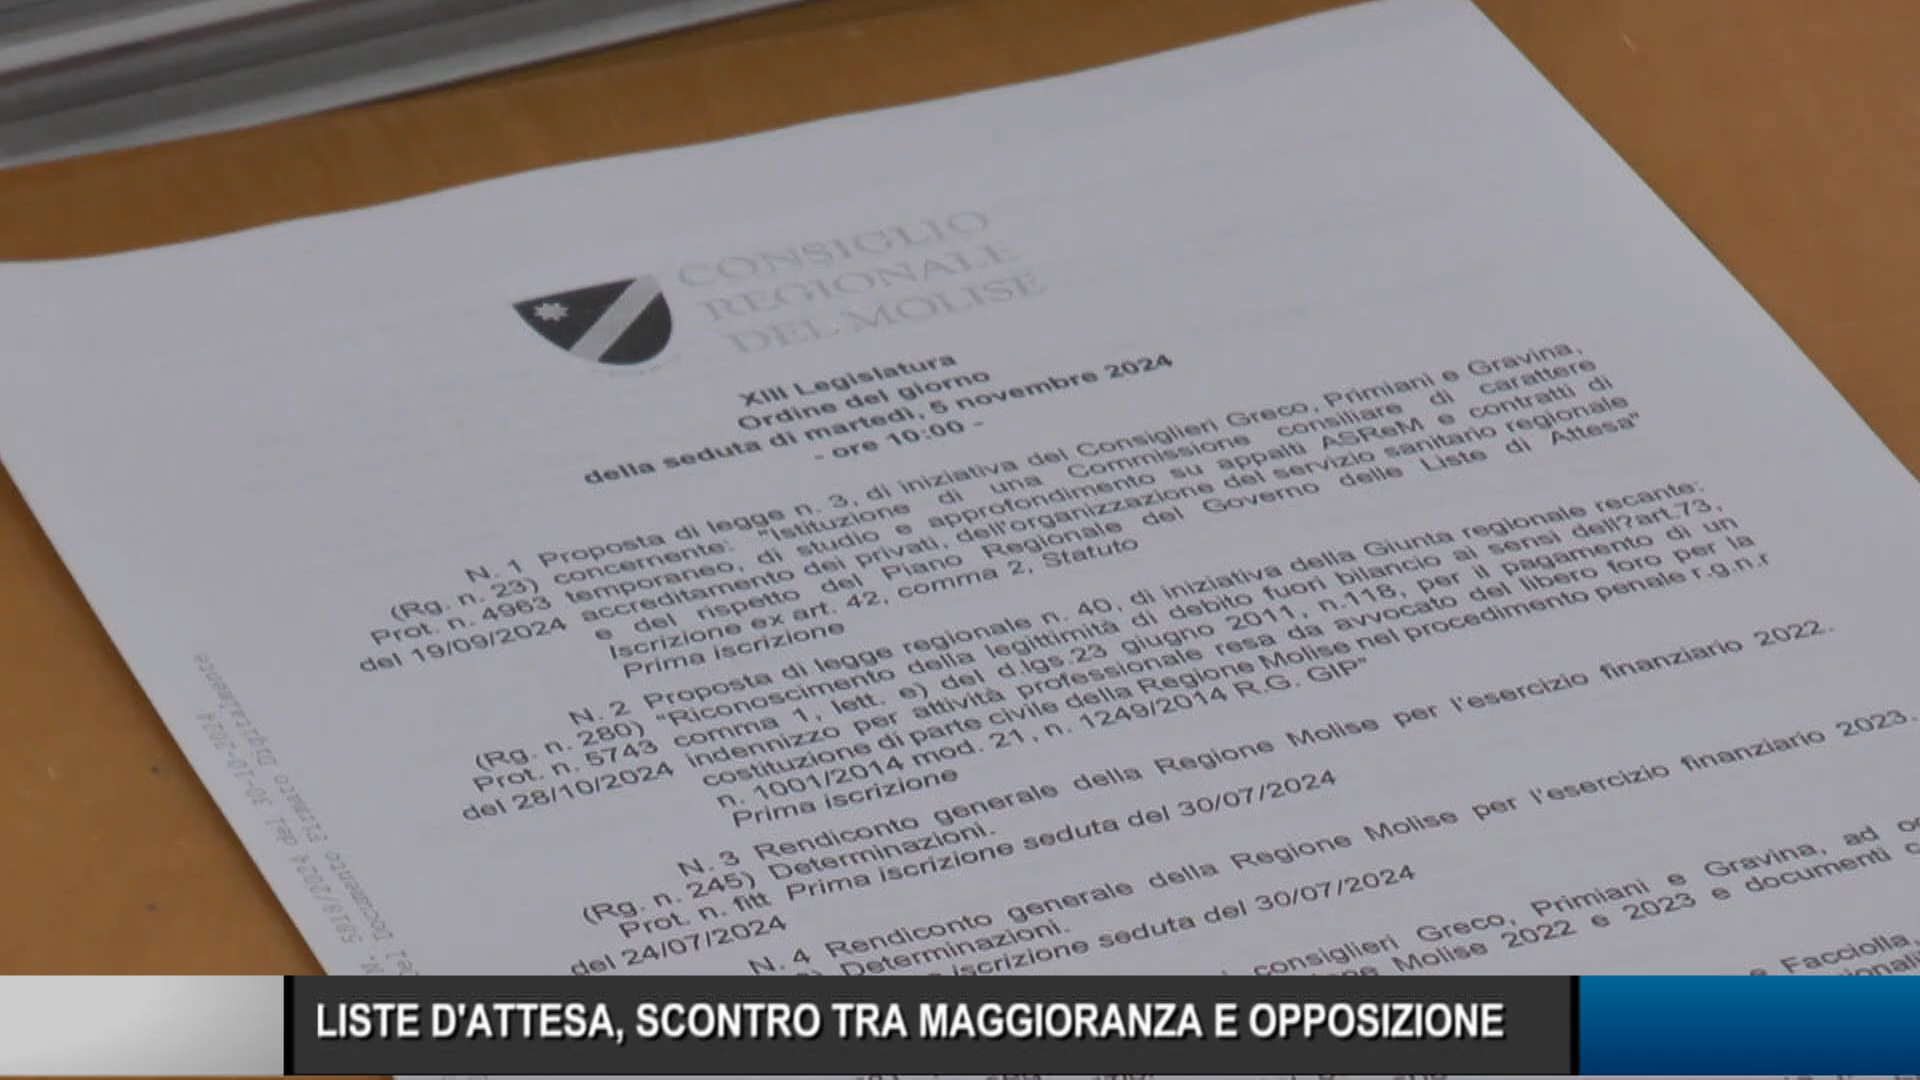 CONSIGLIO
REGIONALE
DEL MOLISE
XIII Legislatura
Ordine del giorno
della seduta di martedì, 5 novembre 2024
- ore 10:00 -
N. 1 Proposta di legge n. 3, di iniziativa dei Consiglieri Greco, Primiani e Gravina,
(Rg. n. 23) concernente: "Istituzione di una Commissione consiliare di carattere
Prot. n. 4963 temporaneo, di studio e approfondimento su appalti ASReM e contratti di
del 19/09/2024 accreditamento dei privati, dell'organizzazione del servizio sanitario regionale
e del rispetto del Piano Regionale del Governo delle Liste di Attesa"
Iscrizione ex art. 42, comma 2, Statuto
Prima iscrizione
N. 2 Proposta di legge regionale n. 40, di iniziativa della Giunta regionale recante:
(Rg. n. 280) "Riconoscimento della legittimità di debito fuori bilancio ai sensi dell?art.73,
Prot. n. 5743 comma 1, lett. e) del d.lgs.23 giugno 2011, n.118, per il pagamento di un
del 28/10/2024 indennizzo per attività professionale resa da avvocato del libero foro per la
costituzione di parte civile della Regione Molise nel procedimento penale r.g.n.r
n. 1001/2014 mod. 21, n. 1249/2014 R.G. GIP"
Prima iscrizione
N. 3 Rendiconto generale della Regione Molise per l'esercizio finanziario 2022.
(Rg. n. 245) Determinazioni.
Prot. n. fitt Prima iscrizione seduta del 30/07/2024
del 24/07/2024
N. 4 Rendiconto generale della Regione Molise per l'esercizio finanziario 2023.
Determinazioni.
iscrizione seduta del 30/07/2024
consiglieri Greco, Primiani e Gravina, ad
Molise 2022 e 2023 e documenti
e Facciolla,
5819/2024 del 30-10-2024
Documento Firmato Digitalmente
LISTE D'ATTESA, SCONTRO TRA MAGGIORANZA E OPPOSIZIONE